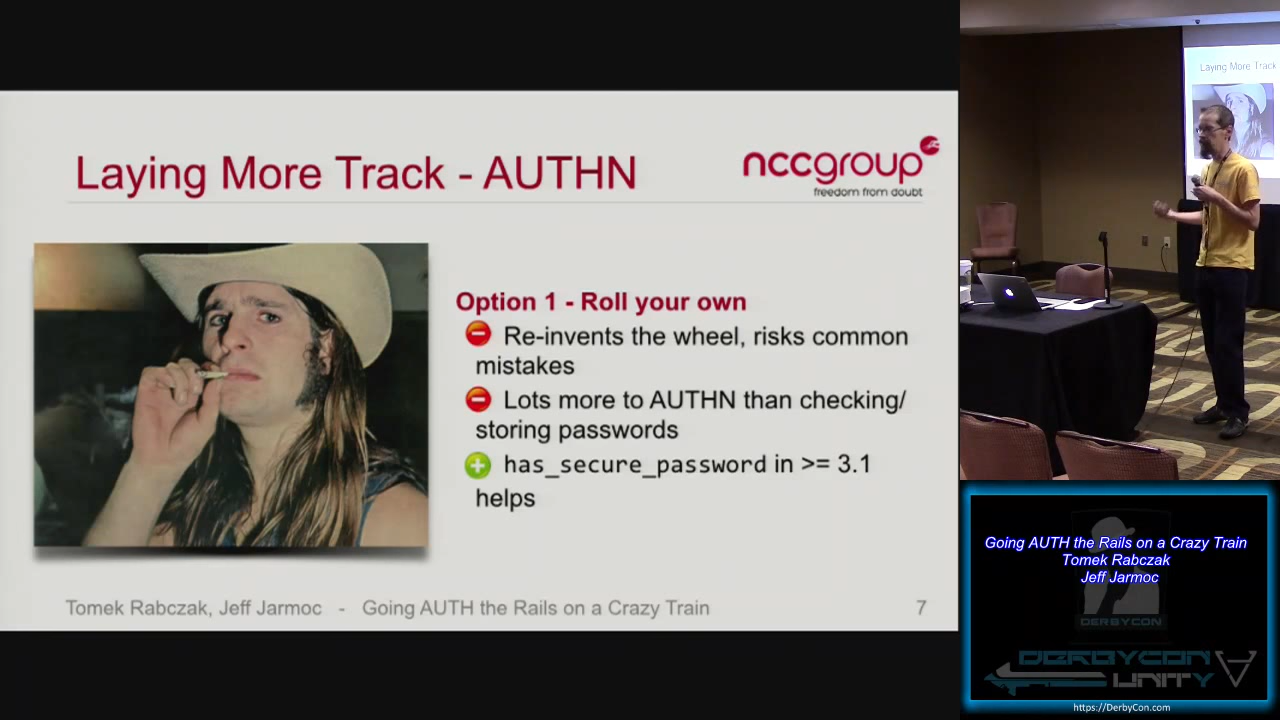 Laying More Track - AUTHN
nccgroup
freedom from doubt
Option 1 - Roll your own
Re-invents the wheel, risks common
mistakes
Lots more to AUTHN than checking/
storing passwords
has_secure_password in >= 3.1
helps
Tomek Rabczak, Jeff Jarmoc - Going AUTH the Rails on a Crazy Train
7
Laying More Track
Going AUTH the Rails on a Crazy Train
Tomek Rabczak
Jeff Jarmoc
DERBYCON
DERBYCON
UNITY
https://DerbyCon.com